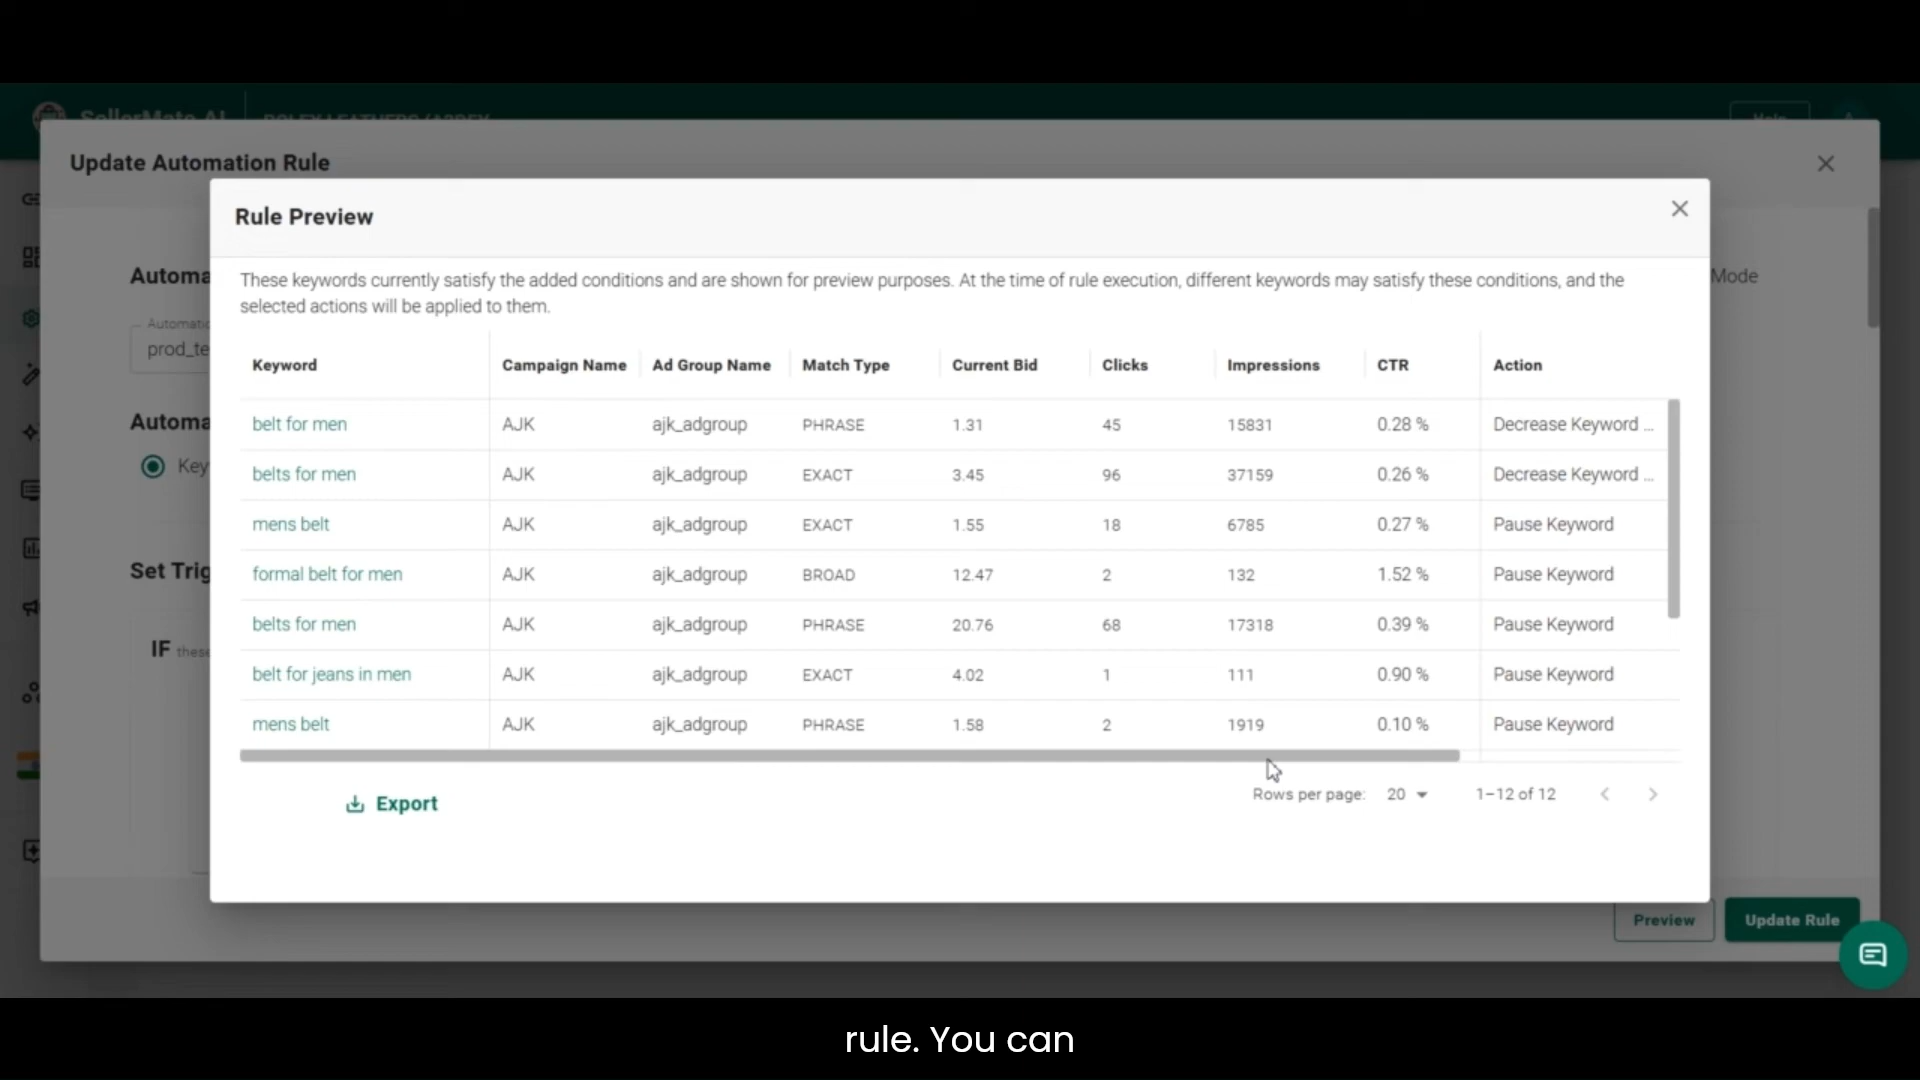 Update Automation Rule
Rule Preview
These keywords currently satisfy the added conditions and are shown for preview purposes. At the time of rule execution, different keywords may satisfy these conditions, and the
selected actions will be applied to them.
Mode
Automa
Automatic
prod_te
Automa
Key
Set Trig
IF these
Keyword Campaign Name Ad Group Name Match Type Current Bid Clicks Impressions CTR Action
belt for men AJK ajk_adgroup PHRASE 1.31 45 15831 0.28 % Decrease Keyword ...
belts for men AJK ajk_adgroup EXACT 3.45 96 37159 0.26 % Decrease Keyword ...
mens belt AJK ajk_adgroup EXACT 1.55 18 6785 0.27 % Pause Keyword
formal belt for men AJK ajk_adgroup BROAD 12.47 2 132 1.52 % Pause Keyword
belts for men AJK ajk_adgroup PHRASE 20.76 68 17318 0.39 % Pause Keyword
belt for jeans in men AJK ajk_adgroup EXACT 4.02 1 111 0.90 % Pause Keyword
mens belt AJK ajk_adgroup PHRASE 1.58 2 1919 0.10 % Pause Keyword
Export
Rows per page: 20 1–12 of 12
Preview Update Rule
rule. You can